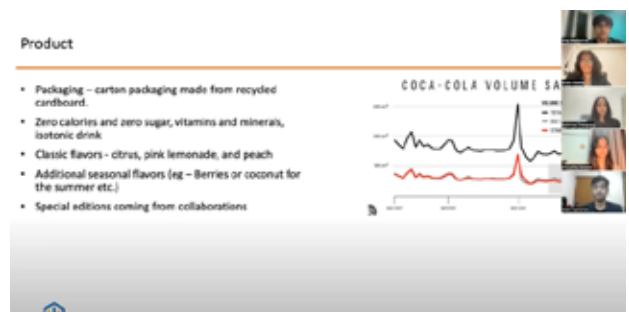 Product
• Packaging – carton packaging made from recycled
cardboard.
• Zero calories and zero sugar, vitamins and minerals,
isotonic drink
• Classic flavors - citrus, pink lemonade, and peach
• Additional seasonal flavors (eg – Berries or coconut for
the summer etc.)
• Special editions coming from collaborations
COCA-COLA VOLUME SA